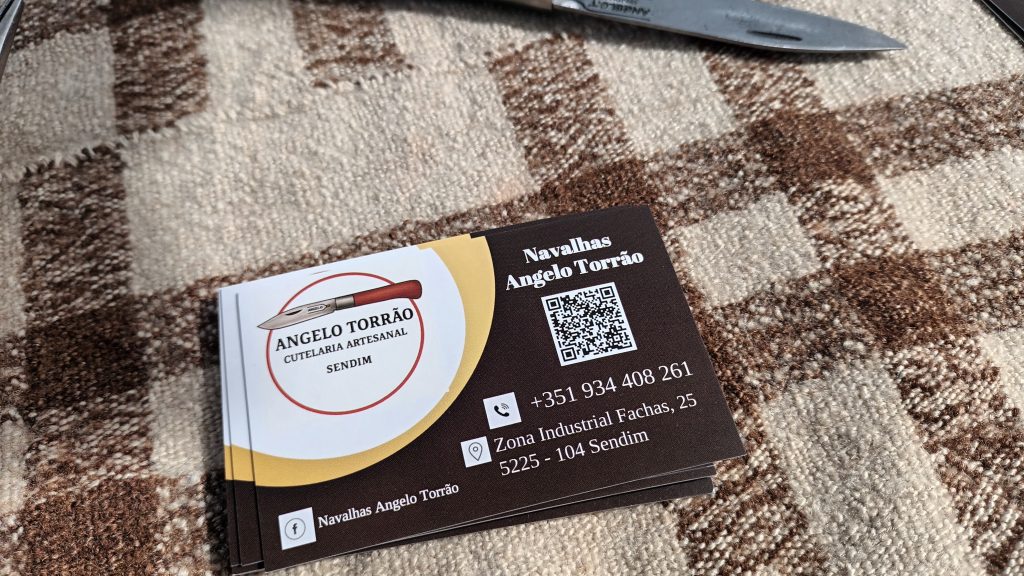 ANGELO TORRÃO
CUTELARIA ARTESANAL
SENDIM
Navalhas
Angelo Torrão
+351 934 408 261
Zona Industrial Fachas, 25
5225 - 104 Sendim
Navalhas Angelo Torrão